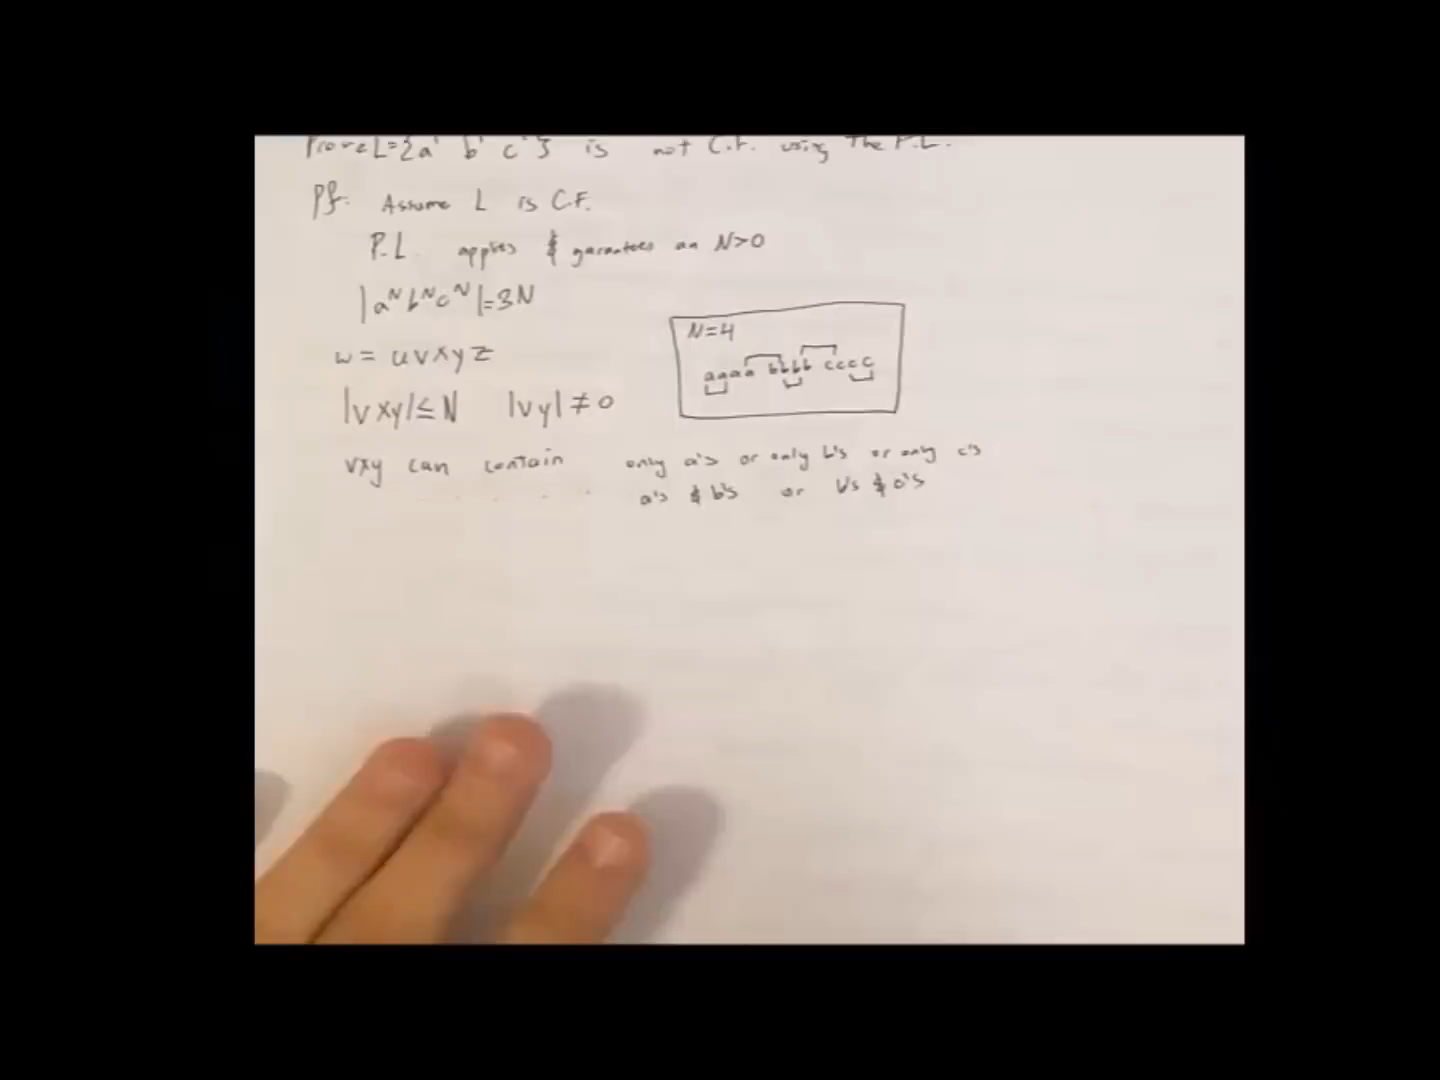 Prove L={a^i b^i c^i} is not C.F. using the P.L.
Pf. Assume L is C.F.
P.L. applies & garantees an N>0
|a^N b^N c^N|=3N
w = uvxyz
|vxy|≤N |vy|≠0
N=4
aaaa bbbb cccc
vxy can contain only a's or only b's or only c's
a's & b's or b's & c's